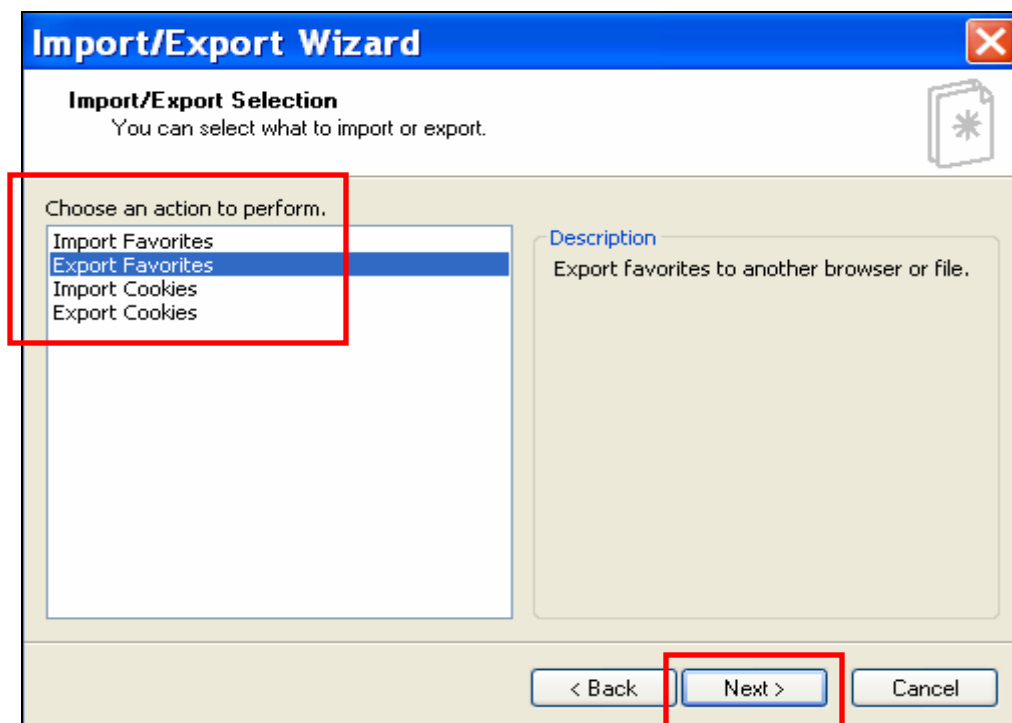 Import/Export Wizard
Import/Export Selection
You can select what to import or export.
Choose an action to perform.
Import Favorites
Export Favorites
Import Cookies
Export Cookies
Description
Export favorites to another browser or file.
< Back
Next >
Cancel